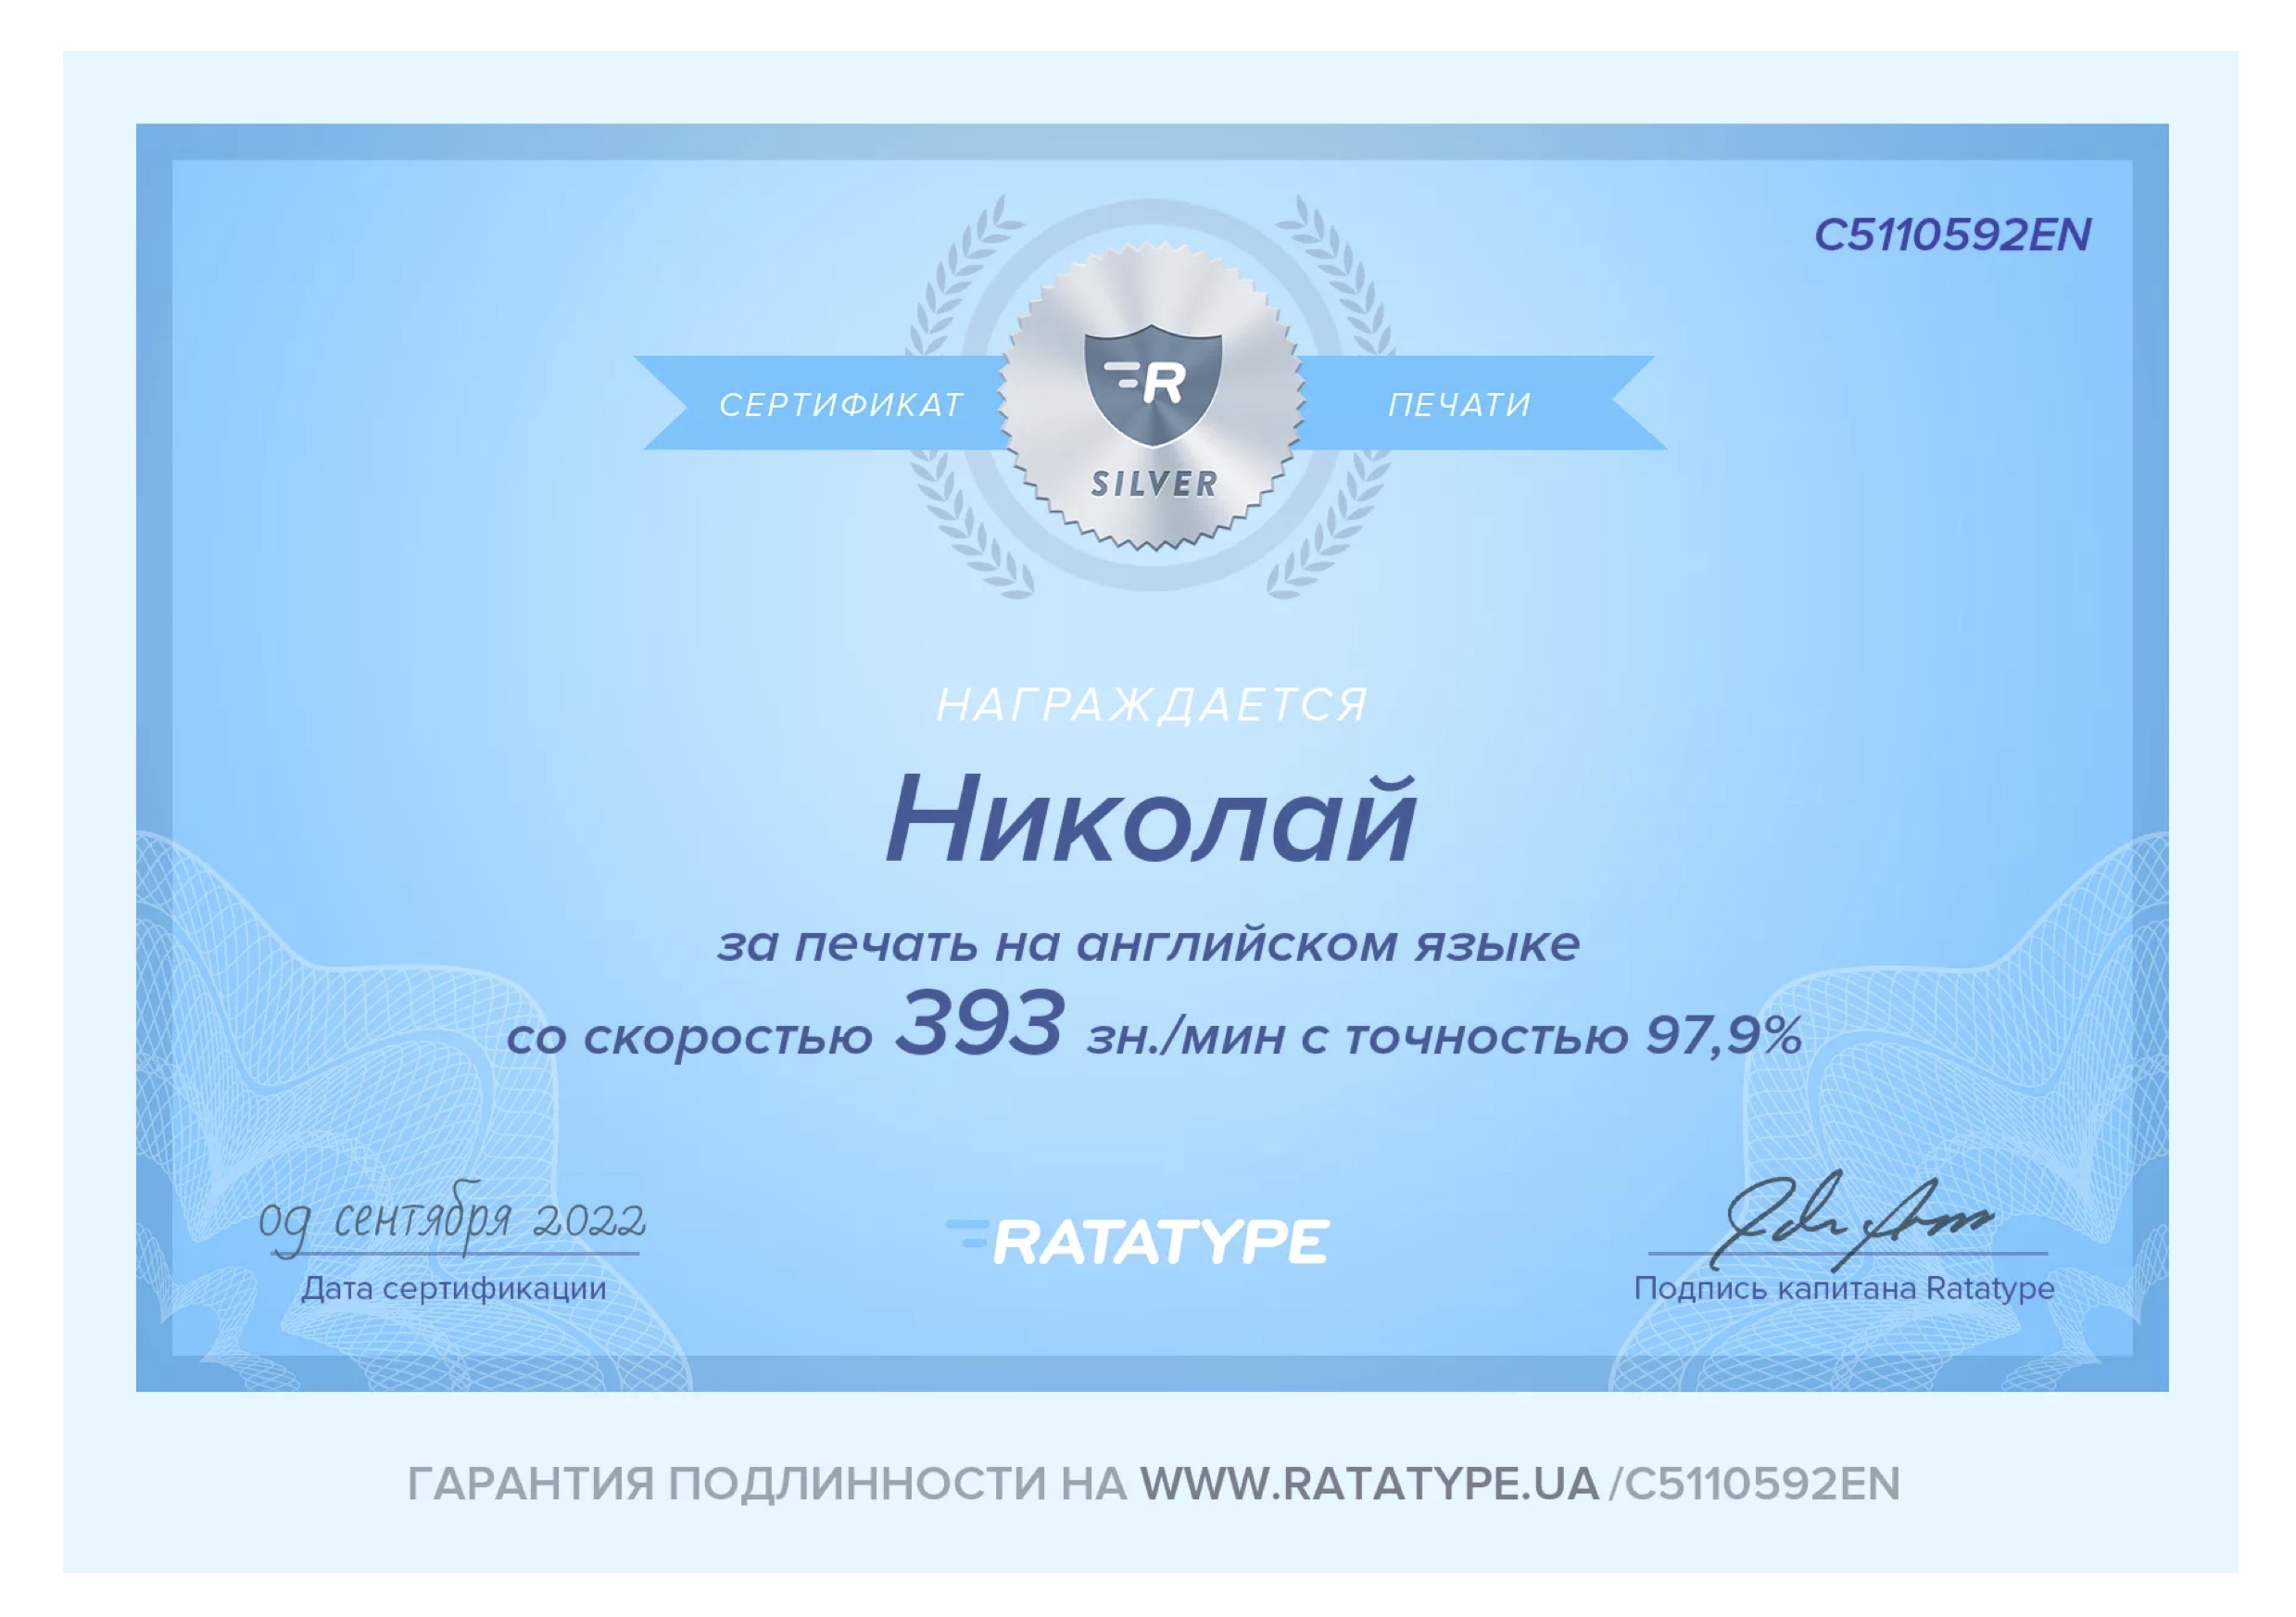 C5110592EN
СЕРТИФИКАТ ПЕЧАТИ
R
SILVER
НАГРАЖДАЕТСЯ
Николай
за печать на английском языке
со скоростью 393 зн./мин с точностью 97,9%
09 сентября 2022
Дата сертификации
RATATYPE
Подпись капитана Ratatype
ГАРАНТИЯ ПОДЛИННОСТИ НА WWW.RATATYPE.UA/C5110592EN